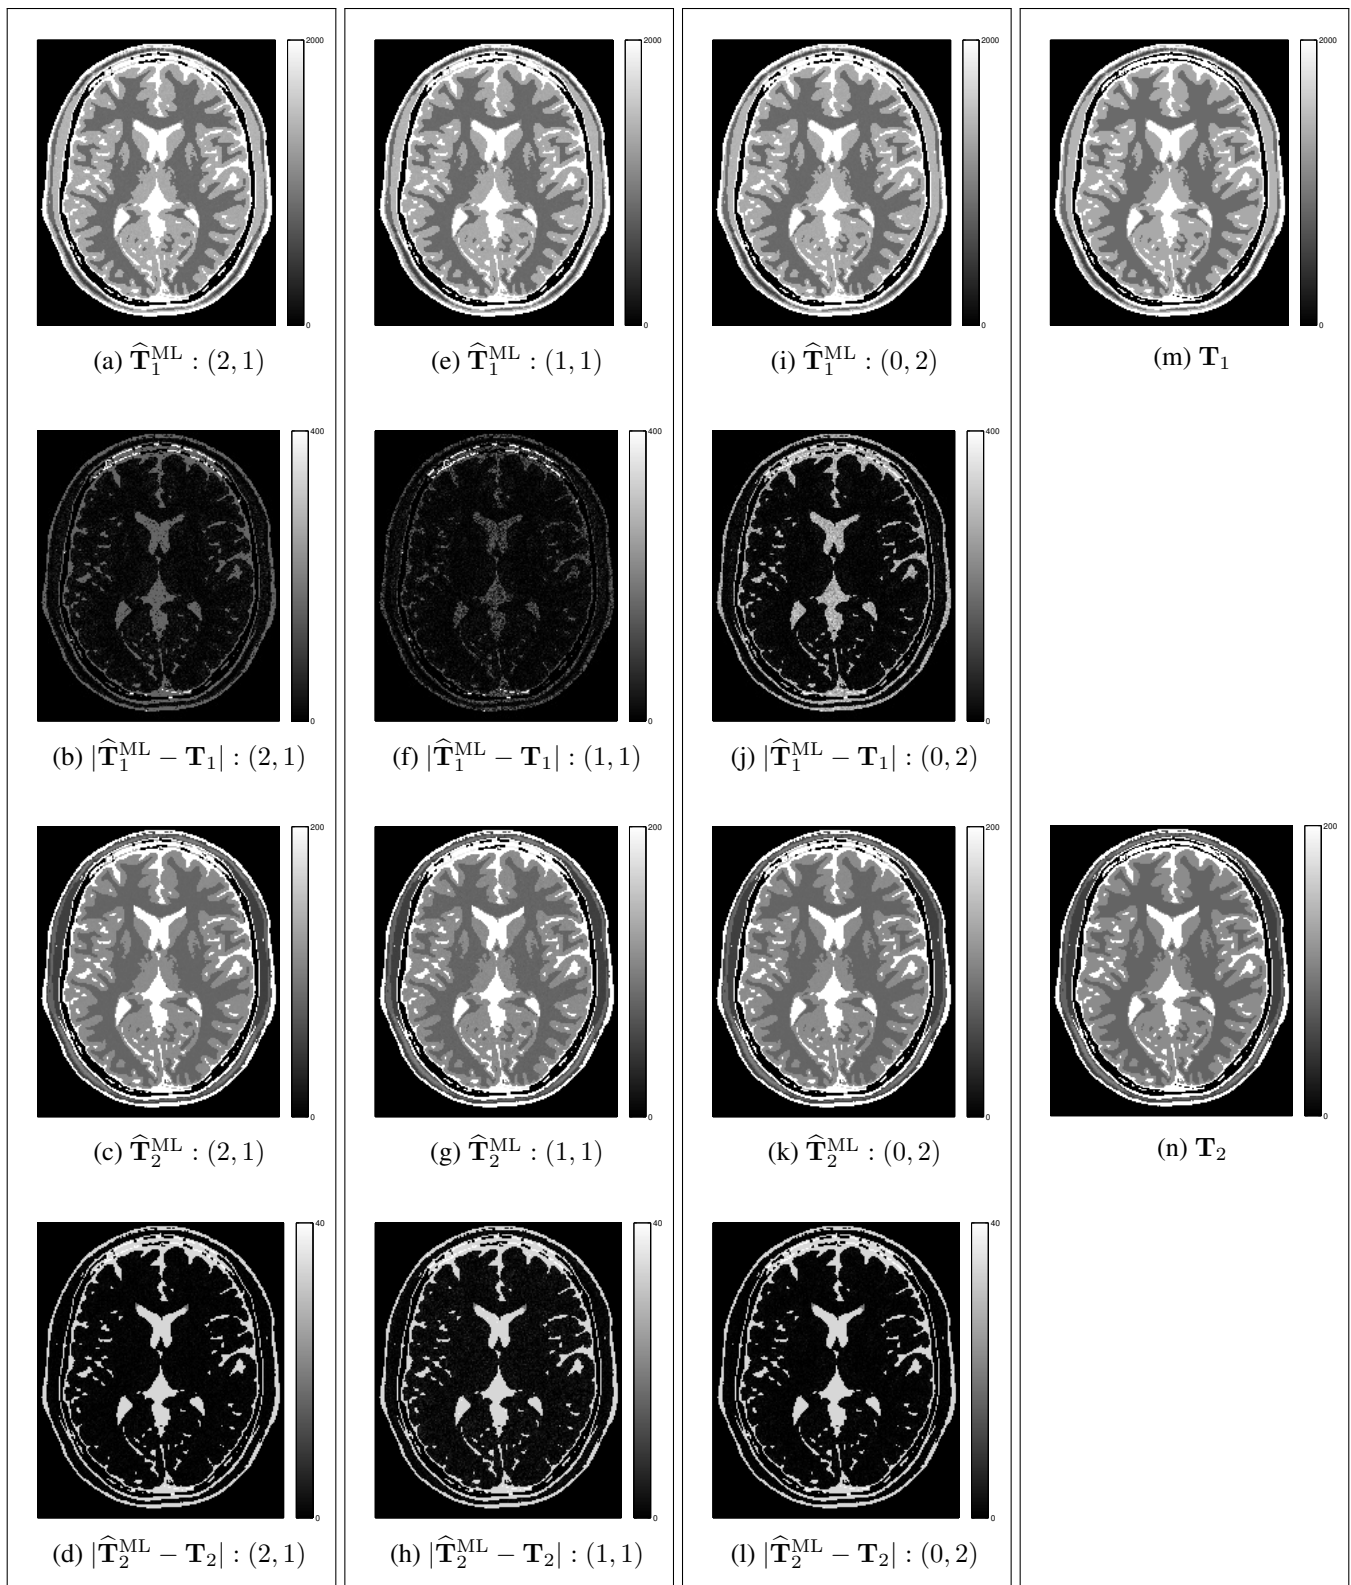 2000
0
2000
0
2000
0
2000
0
(a) $\widehat{\mathbf{T}}_1^{\mathrm{ML}} : (2, 1)$
(e) $\widehat{\mathbf{T}}_1^{\mathrm{ML}} : (1, 1)$
(i) $\widehat{\mathbf{T}}_1^{\mathrm{ML}} : (0, 2)$
(m) $\mathbf{T}_1$
400
0
400
0
400
0
(b) $|\widehat{\mathbf{T}}_1^{\mathrm{ML}} - \mathbf{T}_1| : (2, 1)$
(f) $|\widehat{\mathbf{T}}_1^{\mathrm{ML}} - \mathbf{T}_1| : (1, 1)$
(j) $|\widehat{\mathbf{T}}_1^{\mathrm{ML}} - \mathbf{T}_1| : (0, 2)$
200
0
200
0
200
0
200
0
(c) $\widehat{\mathbf{T}}_2^{\mathrm{ML}} : (2, 1)$
(g) $\widehat{\mathbf{T}}_2^{\mathrm{ML}} : (1, 1)$
(k) $\widehat{\mathbf{T}}_2^{\mathrm{ML}} : (0, 2)$
(n) $\mathbf{T}_2$
40
0
40
0
40
0
(d) $|\widehat{\mathbf{T}}_2^{\mathrm{ML}} - \mathbf{T}_2| : (2, 1)$
(h) $|\widehat{\mathbf{T}}_2^{\mathrm{ML}} - \mathbf{T}_2| : (1, 1)$
(l) $|\widehat{\mathbf{T}}_2^{\mathrm{ML}} - \mathbf{T}_2| : (0, 2)$